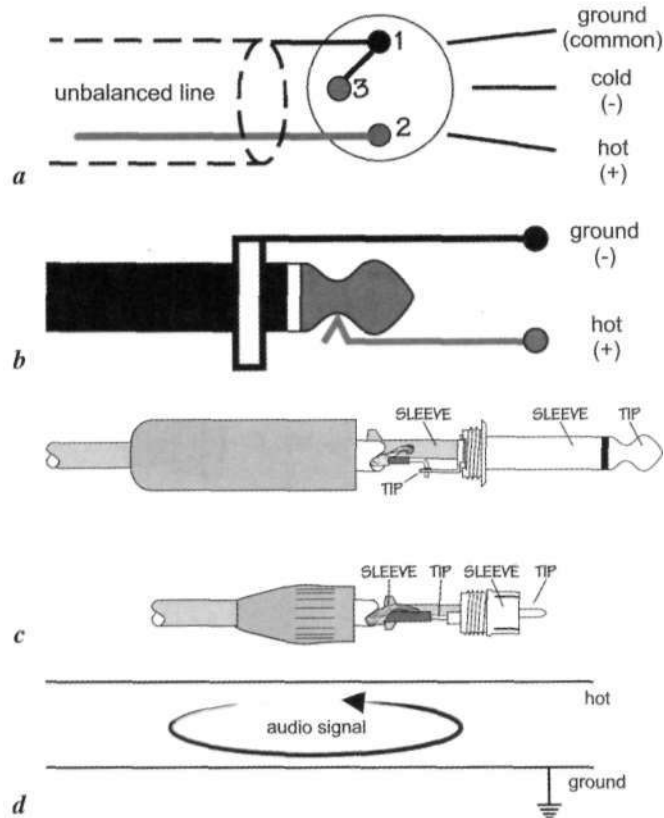 ground
(common)
1
unbalanced line
3
cold
(-)
2
hot
(+)
a
ground
(-)
hot
(+)
b
SLEEVE
SLEEVE
TIP
TIP
SLEEVE
TIP
SLEEVE
TIP
c
hot
audio signal
ground
d